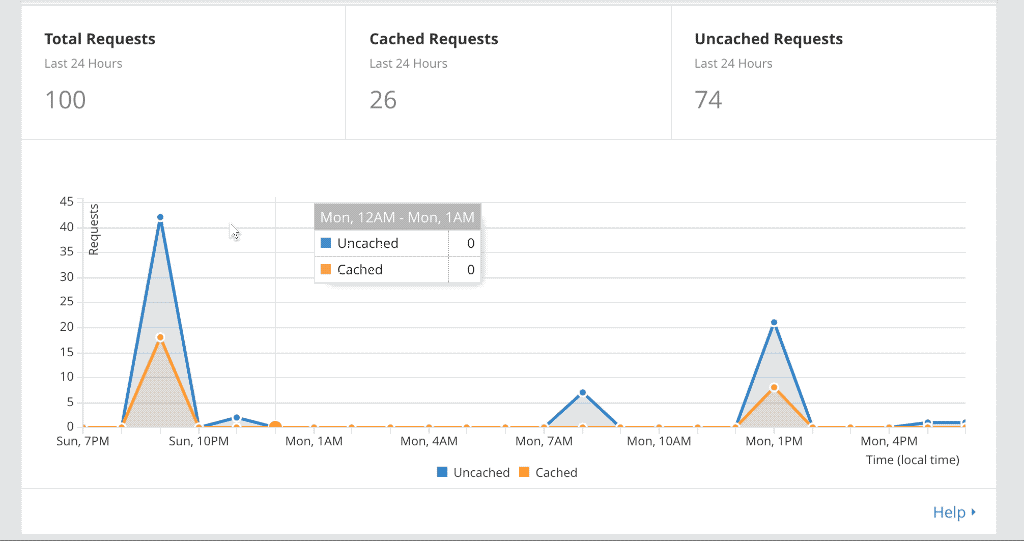 Total Requests
Last 24 Hours
100
Cached Requests
Last 24 Hours
26
Uncached Requests
Last 24 Hours
74
Requests
45
40
35
30
25
20
15
10
5
0
Mon, 12AM - Mon, 1AM
Uncached 0
Cached 0
Sun, 7PM Sun, 10PM Mon, 1AM Mon, 4AM Mon, 7AM Mon, 10AM Mon, 1PM Mon, 4PM
Time (local time)
Uncached Cached
Help